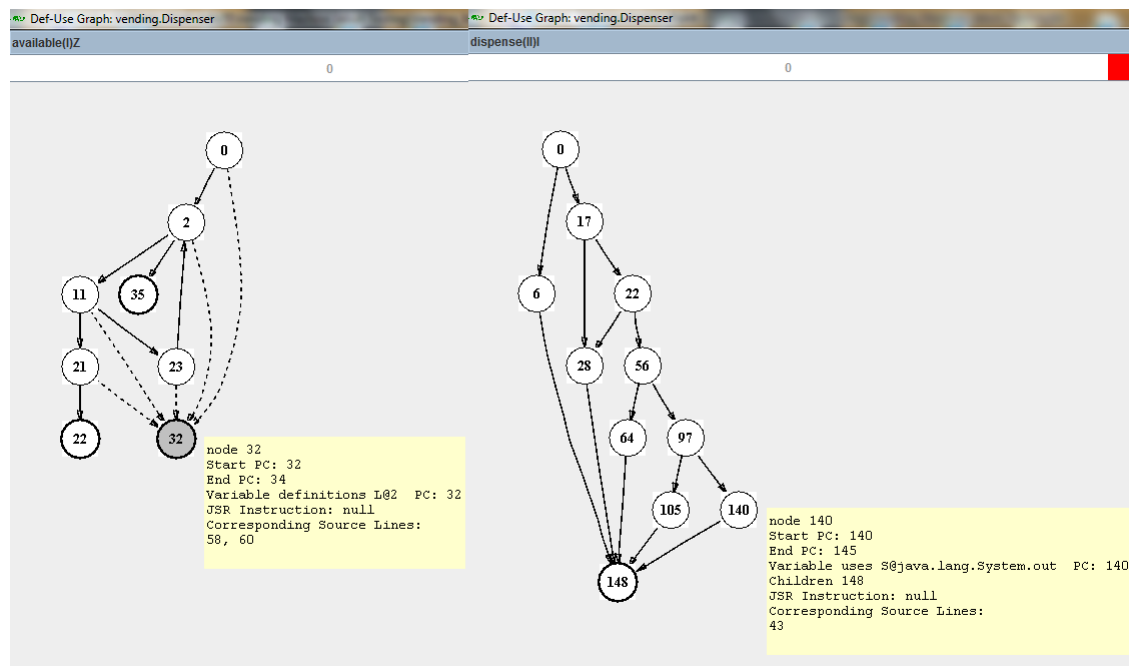 Def-Use Graph: vending.Dispenser
available(I)Z
0
0
2
11
35
21
23
22
32
node 32
Start PC: 32
End PC: 34
Variable definitions L@2 PC: 32
JSR Instruction: null
Corresponding Source Lines:
58, 60
Def-Use Graph: vending.Dispenser
dispense(II)I
0
0
17
6
22
28
56
64
97
105
140
148
node 140
Start PC: 140
End PC: 145
Variable uses S@java.lang.System.out PC: 140
Children 148
JSR Instruction: null
Corresponding Source Lines:
43